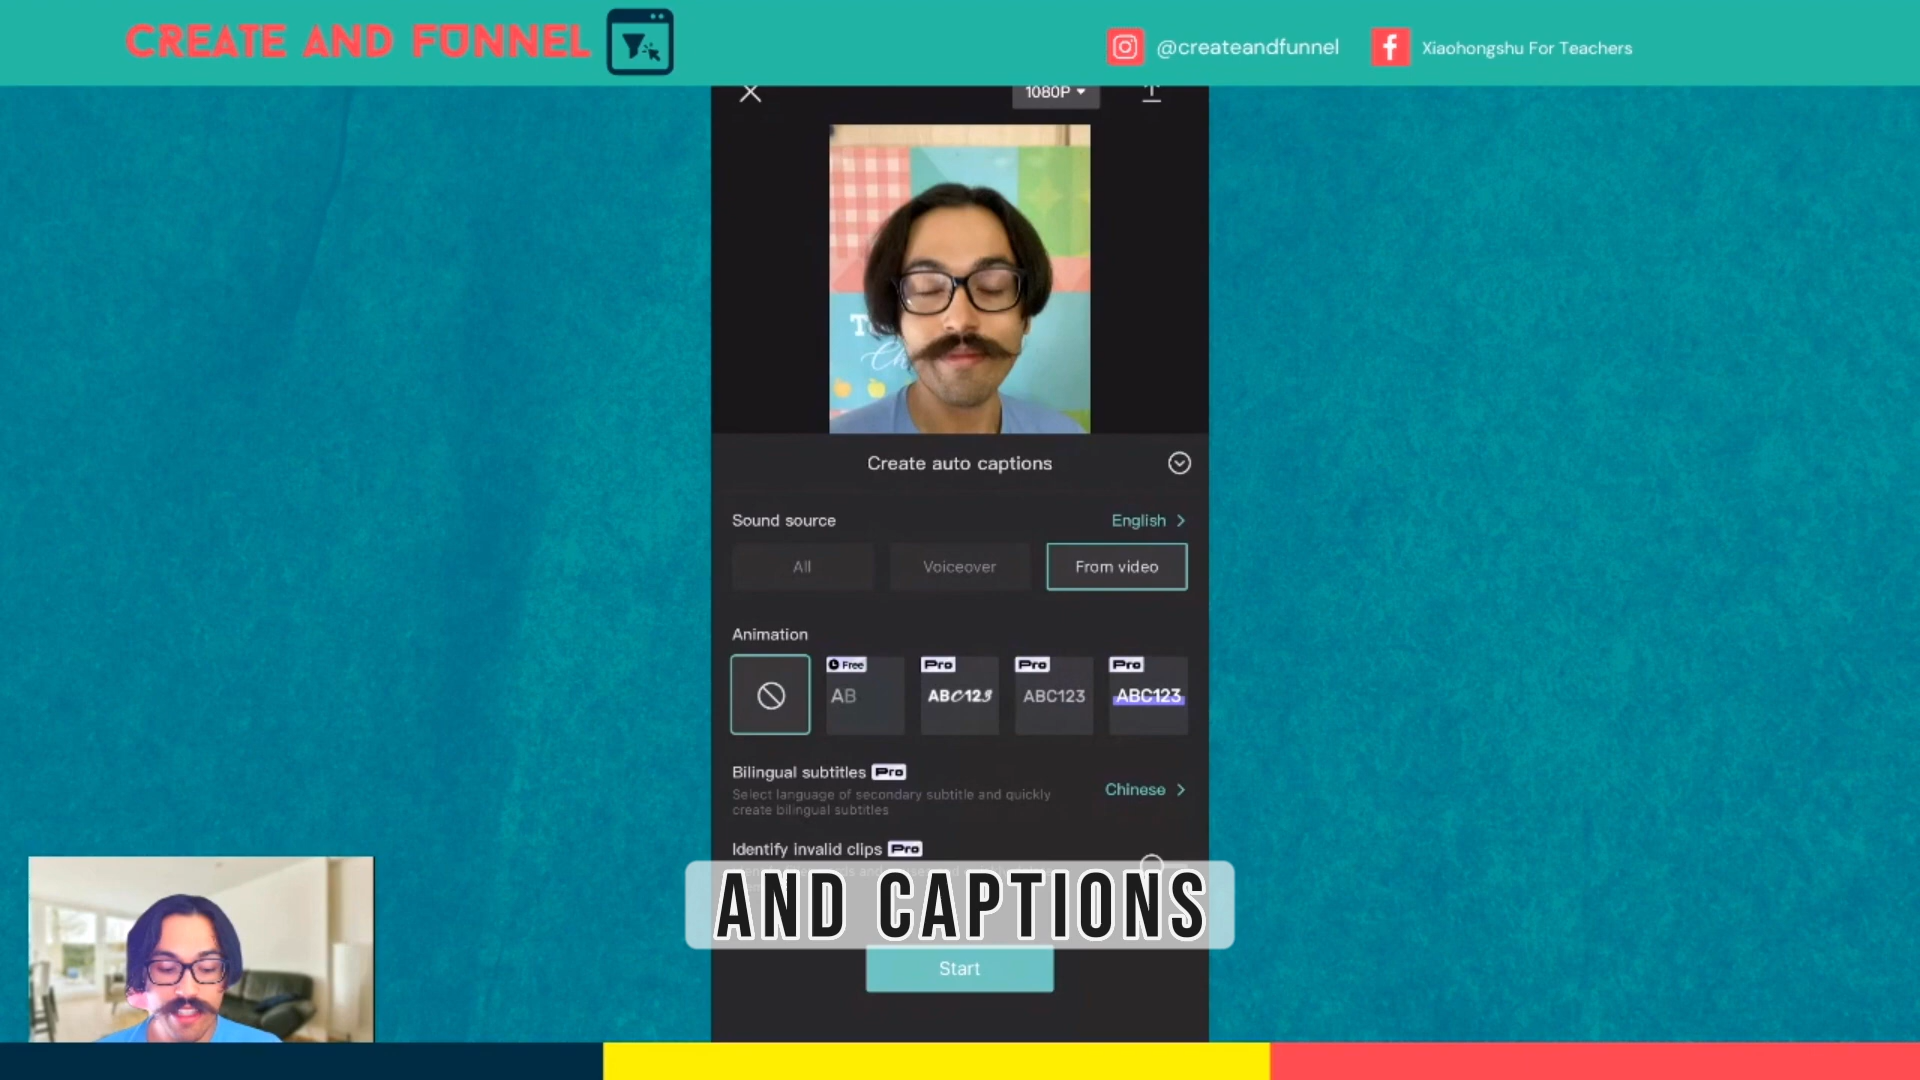 CREATE AND FUNNEL
@createandfunnel
Xiaohongshu For Teachers
1080P
Create auto captions
Sound source
English
All
Voiceover
From video
Animation
Free
AB
Pro
ABC123
Pro
ABC123
Pro
ABC123
Bilingual subtitles Pro
Select language of secondary subtitle and quickly
create bilingual subtitles
Chinese
Identify invalid clips Pro
AND CAPTIONS
Start